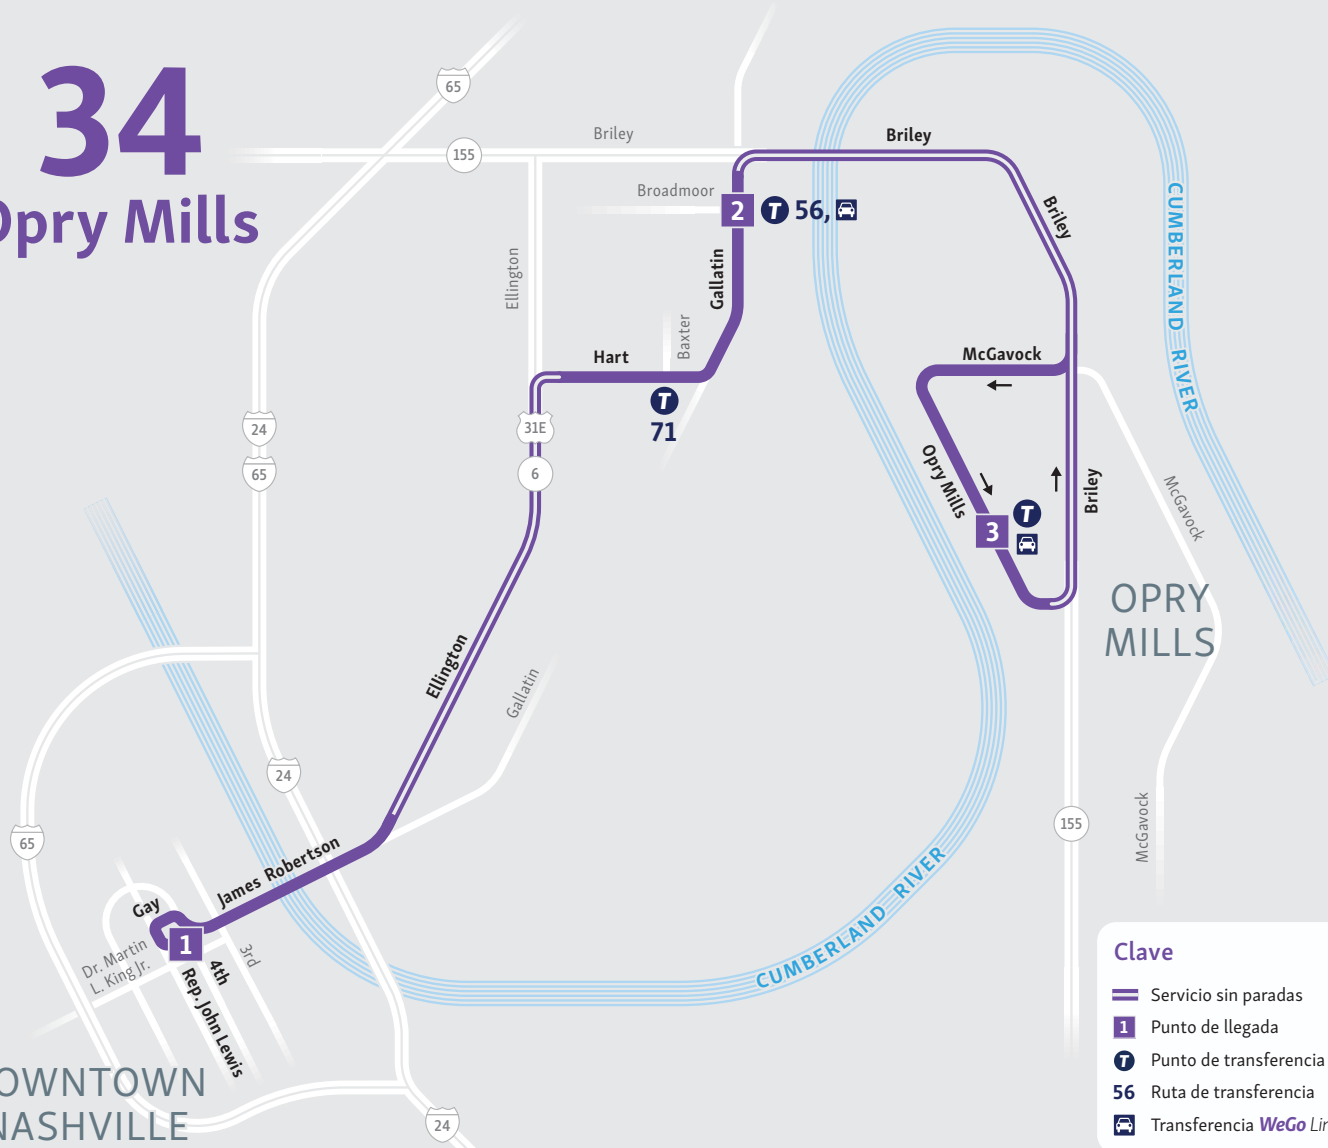 34
Opry Mills
65
155
Briley
Briley
Broadmoor
2
T
56,
Briley
CUMBERLAND RIVER
Ellington
Gallatin
Baxter
Hart
McGavock
T
71
31E
24
65
6
Opry Mills
T
3
Briley
McGavock
OPRY
MILLS
Ellington
Gallatin
24
65
155
McGavock
James Robertson
CUMBERLAND RIVER
Gay
1
Dr. Martin
L. King Jr.
4th
3rd
Rep. John Lewis
OWNTOWN
NASHVILLE
24
Clave
Servicio sin paradas
1
Punto de llegada
T
Punto de transferencia
56
Ruta de transferencia
Transferencia WeGo Lin